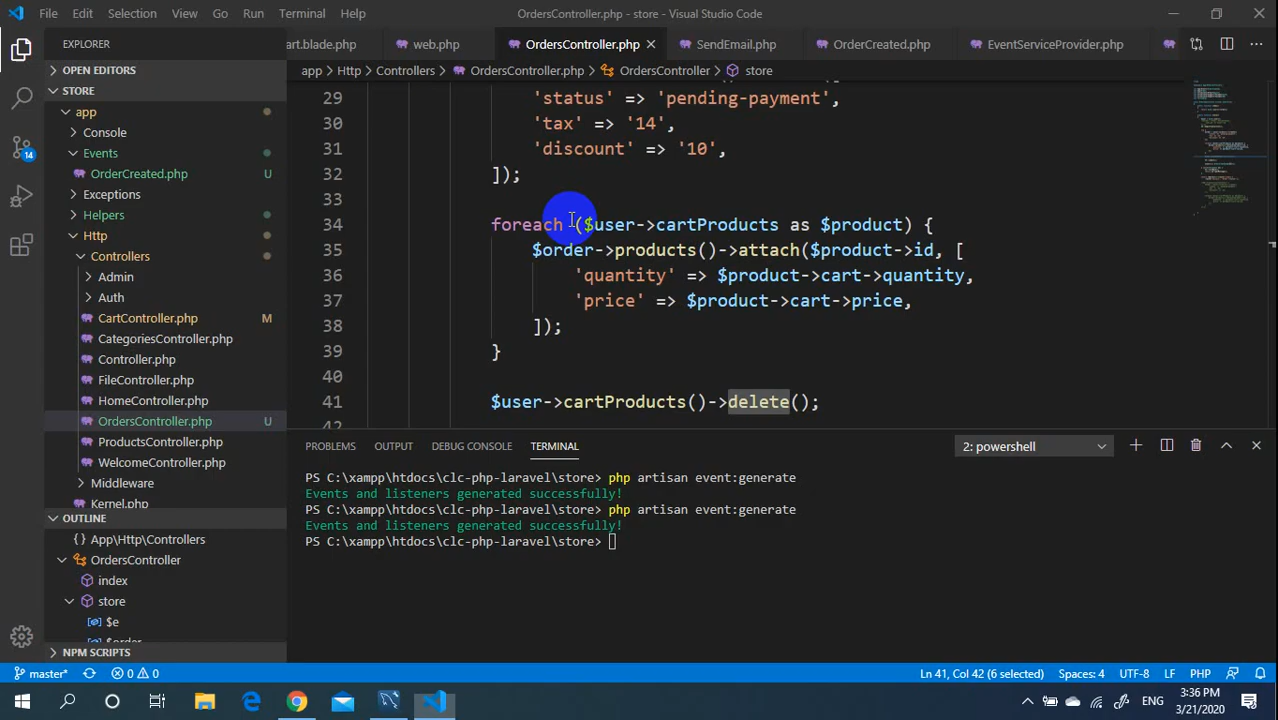 File Edit Selection View Go Run Terminal Help OrdersController.php - store - Visual Studio Code
EXPLORER
art.blade.php web.php OrdersController.php SendEmail.php OrderCreated.php EventServiceProvider.php
OPEN EDITORS
app > Http > Controllers > OrdersController.php > OrdersController > store
STORE
app
Console
Events
OrderCreated.php U
Exceptions
Helpers
Http
Controllers
Admin
Auth
CartController.php M
CategoriesController.php
Controller.php
FileController.php
HomeController.php
OrdersController.php U
ProductsController.php
WelcomeController.php
Middleware
Kernel.php
OUTLINE
{} App\Http\Controllers
OrdersController
index
store
$e
$order
NPM SCRIPTS
29 'status' => 'pending-payment',
30 'tax' => '14',
31 'discount' => '10',
32 ]);
33
34 foreach ($user->cartProducts as $product) {
35 $order->products()->attach($product->id, [
36 'quantity' => $product->cart->quantity,
37 'price' => $product->cart->price,
38 ]);
39 }
40
41 $user->cartProducts()->delete();
42
PROBLEMS OUTPUT DEBUG CONSOLE TERMINAL 2: powershell
PS C:\xampp\htdocs\clc-php-laravel\store> php artisan event:generate
Events and listeners generated successfully!
PS C:\xampp\htdocs\clc-php-laravel\store> php artisan event:generate
Events and listeners generated successfully!
PS C:\xampp\htdocs\clc-php-laravel\store>
14
master* 0 0 Ln 41, Col 42 (6 selected) Spaces: 4 UTF-8 LF PHP
ENG 3:36 PM
3/21/2020